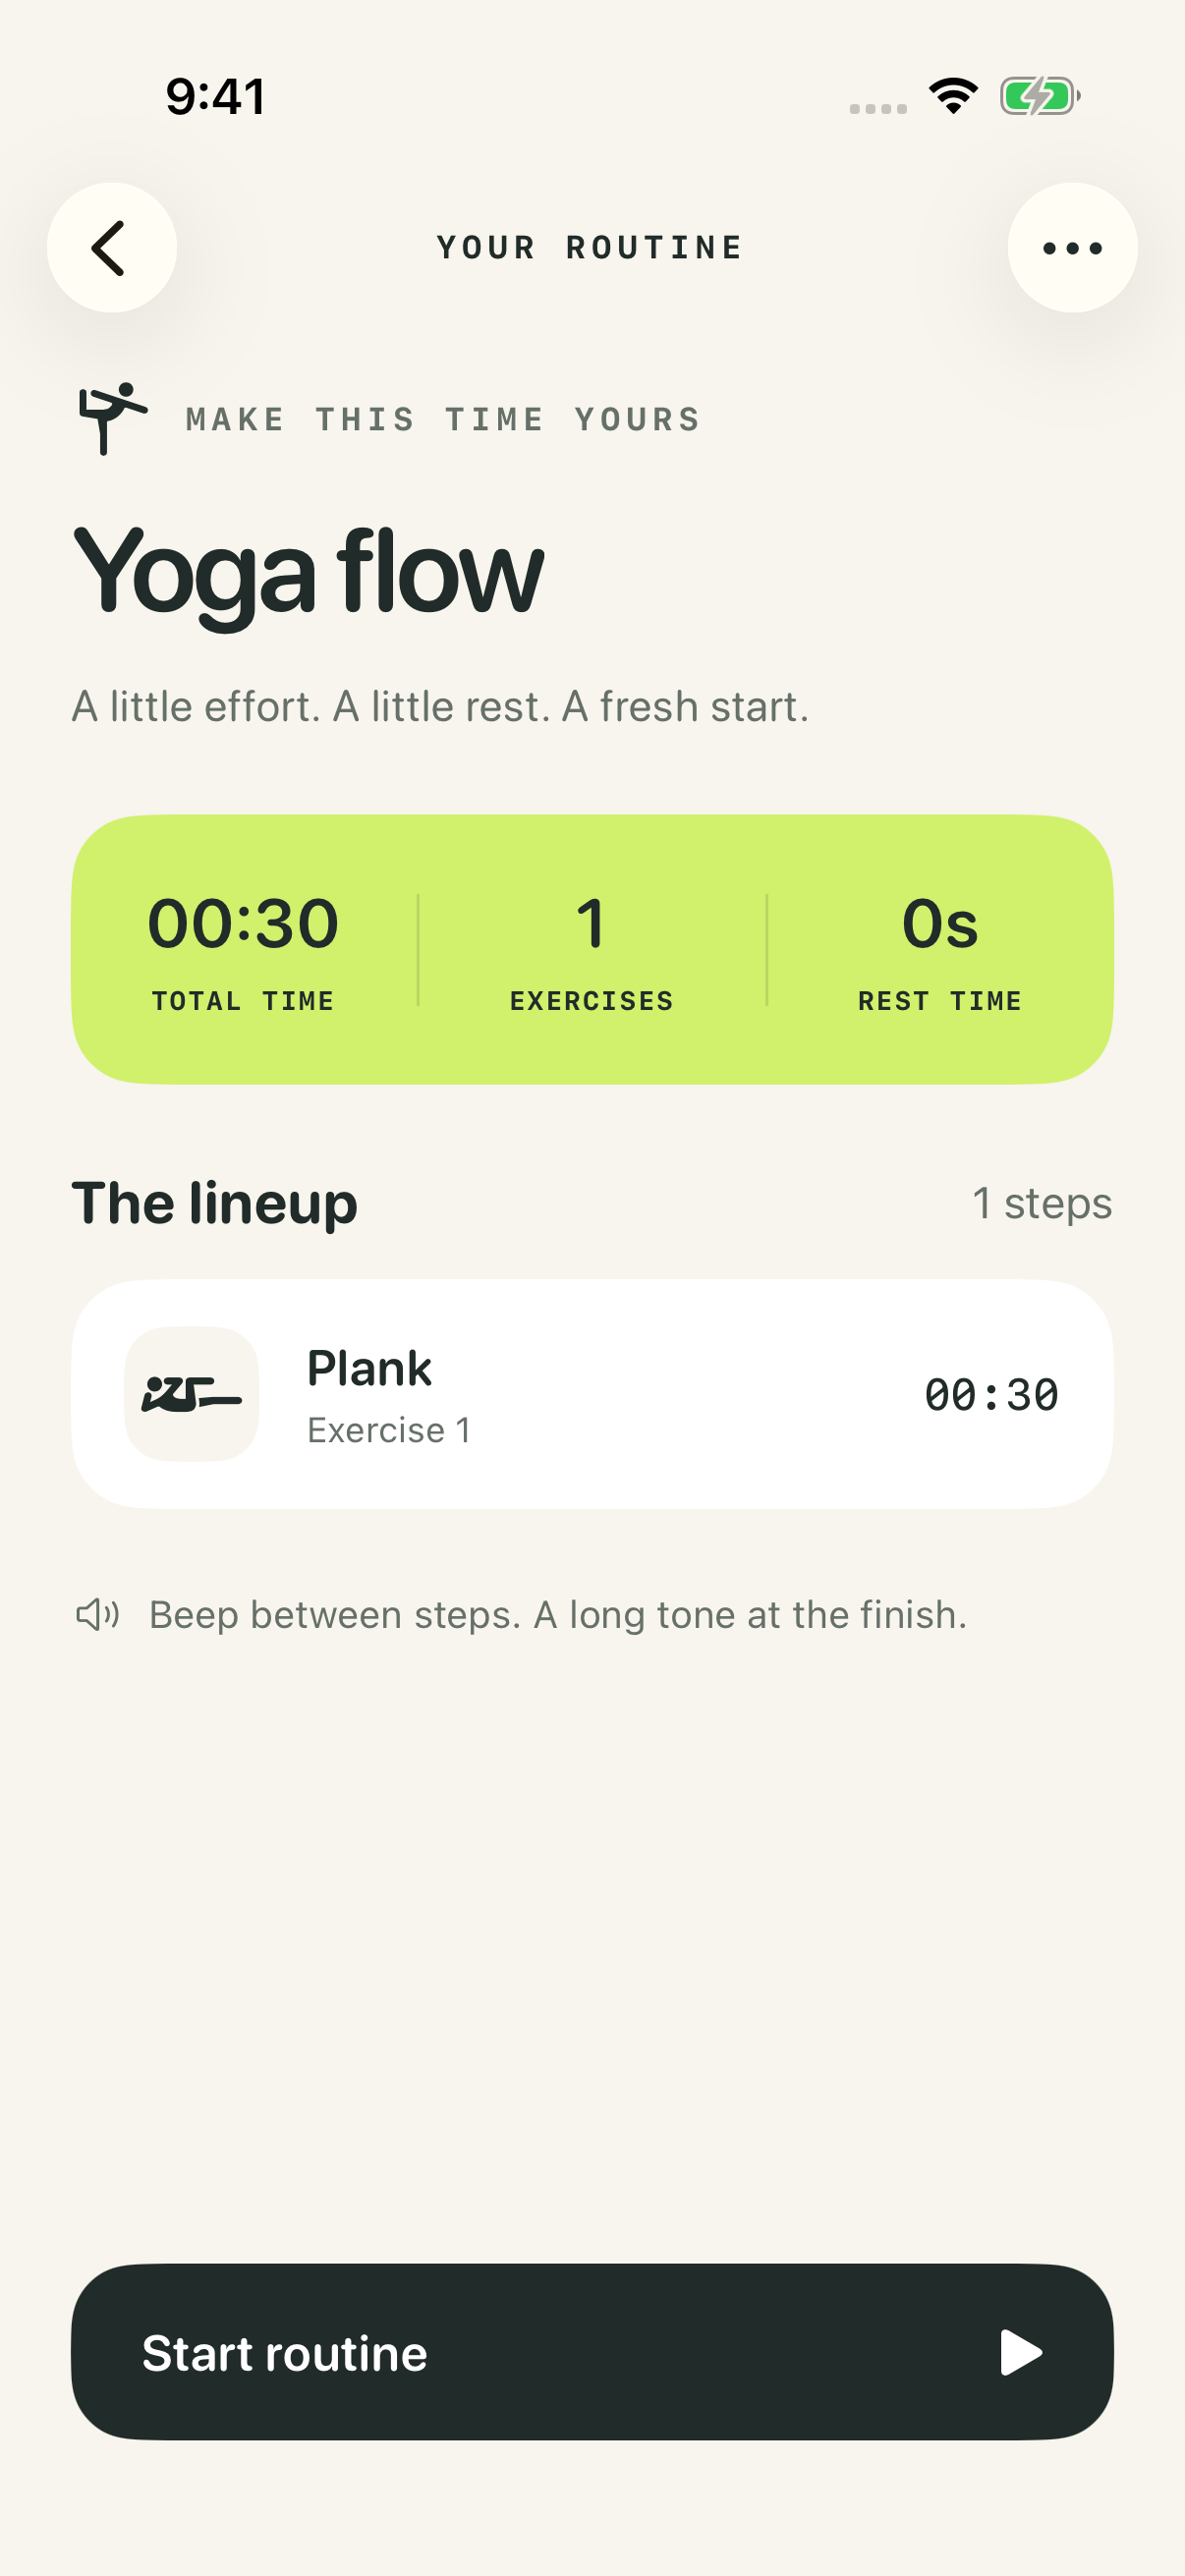 9:41
YOUR ROUTINE
MAKE THIS TIME YOURS
Yoga flow
A little effort. A little rest. A fresh start.
00:30 1 0s
TOTAL TIME EXERCISES REST TIME
The lineup 1 steps
Plank
Exercise 1
00:30
Beep between steps. A long tone at the finish.
Start routine